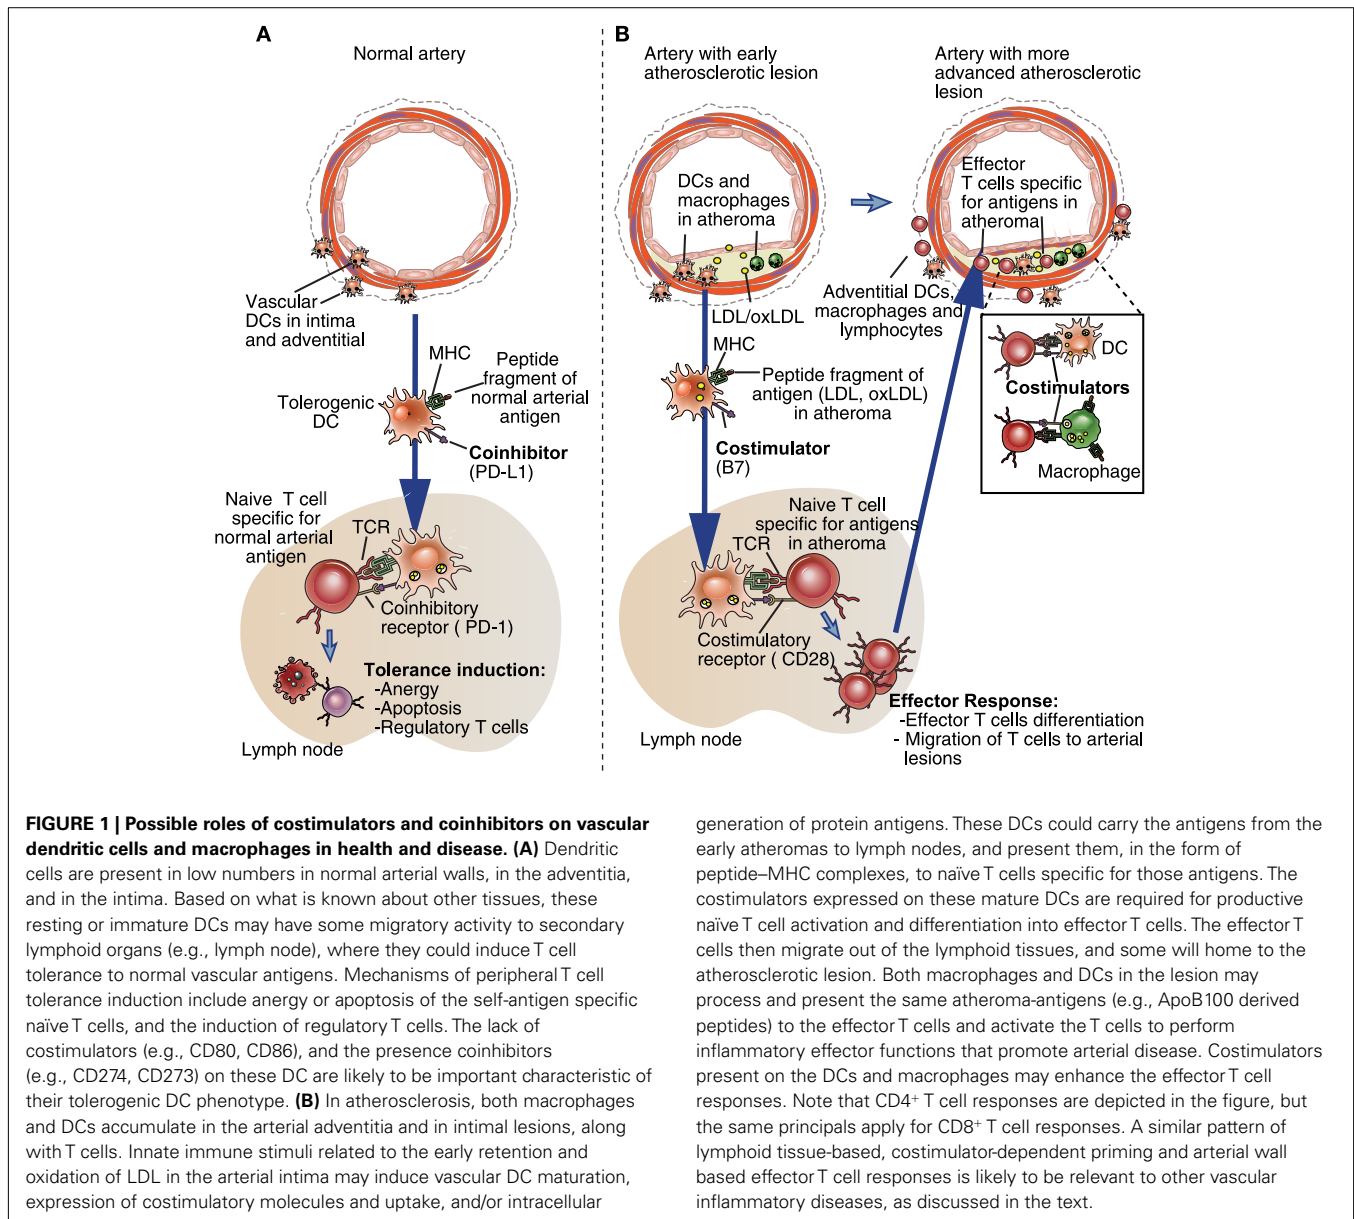 A
Normal artery
Vascular
DCs in intima
and adventitial
MHC
Peptide
fragment of
normal arterial
antigen
Tolerogenic
DC
Coinhibitor
(PD-L1)
Naive T cell
specific for
normal arterial
antigen
TCR
Coinhibitory
receptor ( PD-1)
Tolerance induction:
-Anergy
-Apoptosis
-Regulatory T cells
Lymph node
B
Artery with early
atherosclerotic lesion
Artery with more
advanced atherosclerotic
lesion
DCs and
macrophages
in atheroma
LDL/oxLDL
Effector
T cells specific
for antigens in
atheroma
Adventitial DCs,
macrophages and
lymphocytes
DC
Costimulators
Macrophage
MHC
Peptide fragment of
antigen (LDL, oxLDL)
in atheroma
Costimulator
(B7)
Naive T cell
specific for antigens
in atheroma
TCR
Costimulatory
receptor ( CD28)
Effector Response:
-Effector T cells differentiation
- Migration of T cells to arterial
lesions
Lymph node
FIGURE 1 | Possible roles of costimulators and coinhibitors on vascular
dendritic cells and macrophages in health and disease. (A) Dendritic
cells are present in low numbers in normal arterial walls, in the adventitia,
and in the intima. Based on what is known about other tissues, these
resting or immature DCs may have some migratory activity to secondary
lymphoid organs (e.g., lymph node), where they could induce T cell
tolerance to normal vascular antigens. Mechanisms of peripheral T cell
tolerance induction include anergy or apoptosis of the self-antigen specific
naïve T cells, and the induction of regulatory T cells. The lack of
costimulators (e.g., CD80, CD86), and the presence coinhibitors
(e.g., CD274, CD273) on these DC are likely to be important characteristic of
their tolerogenic DC phenotype. (B) In atherosclerosis, both macrophages
and DCs accumulate in the arterial adventitia and in intimal lesions, along
with T cells. Innate immune stimuli related to the early retention and
oxidation of LDL in the arterial intima may induce vascular DC maturation,
expression of costimulatory molecules and uptake, and/or intracellular
generation of protein antigens. These DCs could carry the antigens from the
early atheromas to lymph nodes, and present them, in the form of
peptide–MHC complexes, to naïve T cells specific for those antigens. The
costimulators expressed on these mature DCs are required for productive
naïve T cell activation and differentiation into effector T cells. The effector T
cells then migrate out of the lymphoid tissues, and some will home to the
atherosclerotic lesion. Both macrophages and DCs in the lesion may
process and present the same atheroma-antigens (e.g., ApoB100 derived
peptides) to the effector T cells and activate the T cells to perform
inflammatory effector functions that promote arterial disease. Costimulators
present on the DCs and macrophages may enhance the effector T cell
responses. Note that CD4⁺ T cell responses are depicted in the figure, but
the same principals apply for CD8⁺ T cell responses. A similar pattern of
lymphoid tissue-based, costimulator-dependent priming and arterial wall
based effector T cell responses is likely to be relevant to other vascular
inflammatory diseases, as discussed in the text.